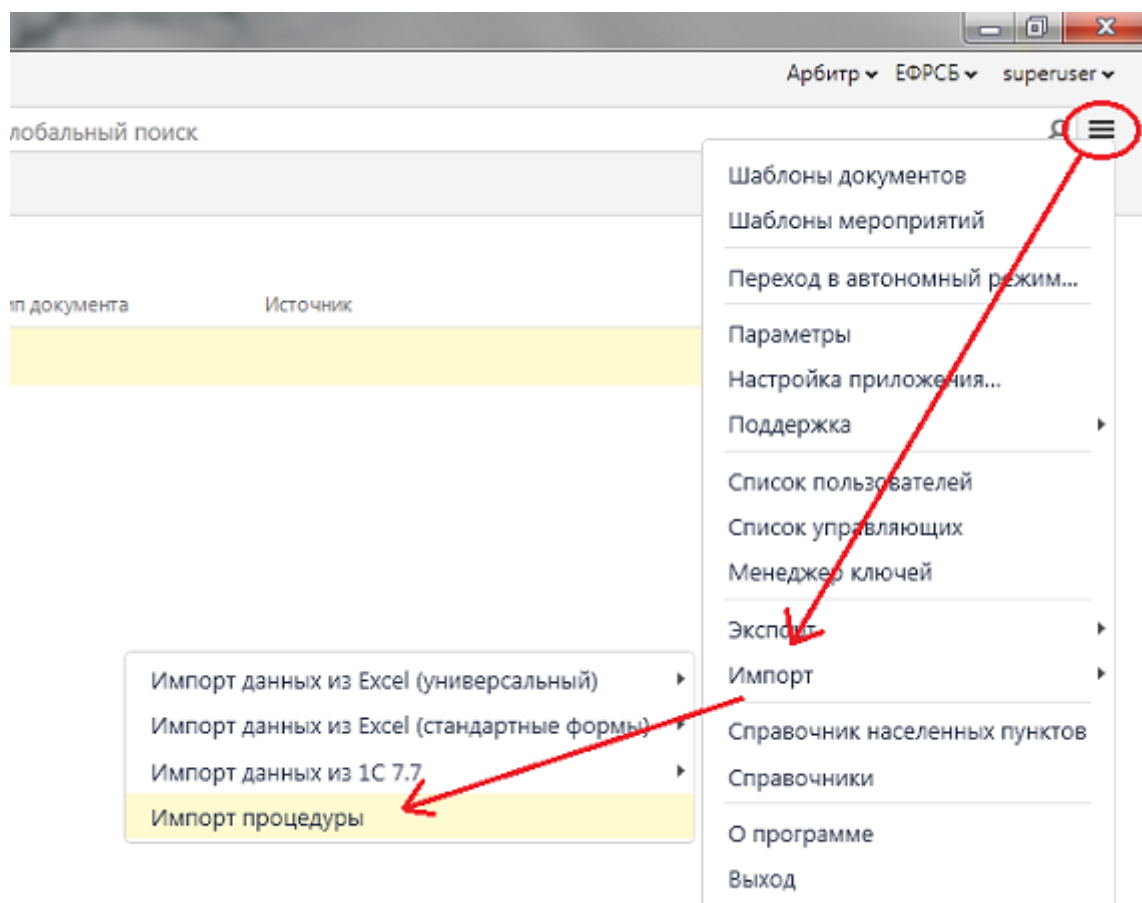 Арбитр ЕФРСБ superuser
лобальный поиск
Шаблоны документов
Шаблоны мероприятий
Переход в автономный режим...
ип документа Источник
Параметры
Настройка приложения...
Поддержка
Список пользователей
Список управляющих
Менеджер ключей
Экспорт
Импорт
Импорт данных из Excel (универсальный)
Импорт данных из Excel (стандартные формы)
Импорт данных из 1С 7.7
Импорт процедуры
Справочник населенных пунктов
Справочники
О программе
Выход